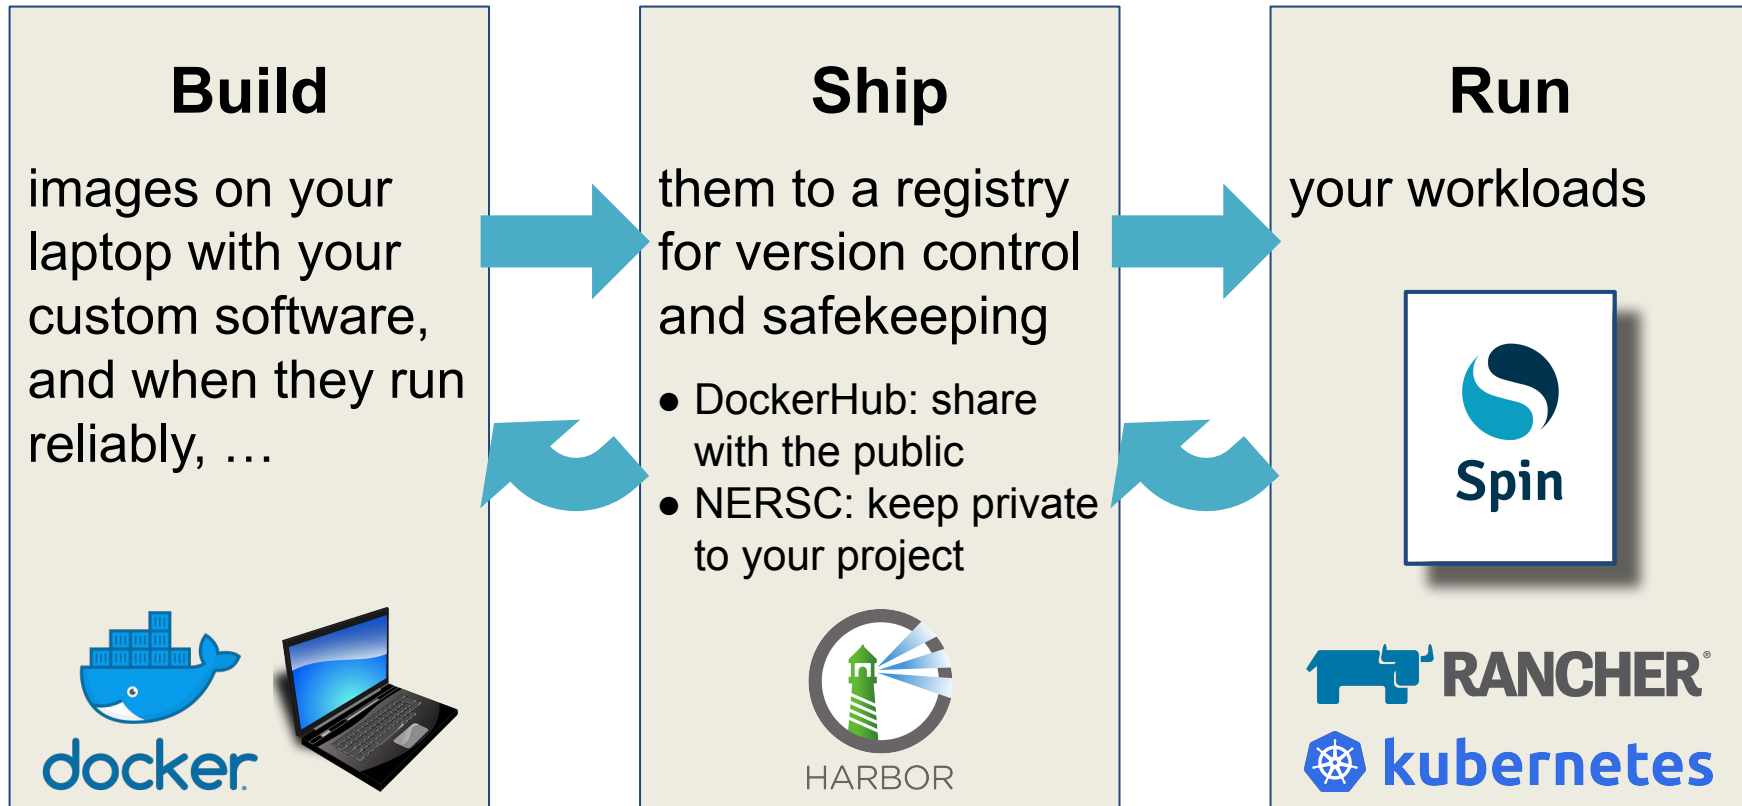 Build
images on your
laptop with your
custom software,
and when they run
reliably, …
docker
Ship
them to a registry
for version control
and safekeeping
● DockerHub: share
with the public
● NERSC: keep private
to your project
HARBOR
Run
your workloads
Spin
RANCHER®
kubernetes